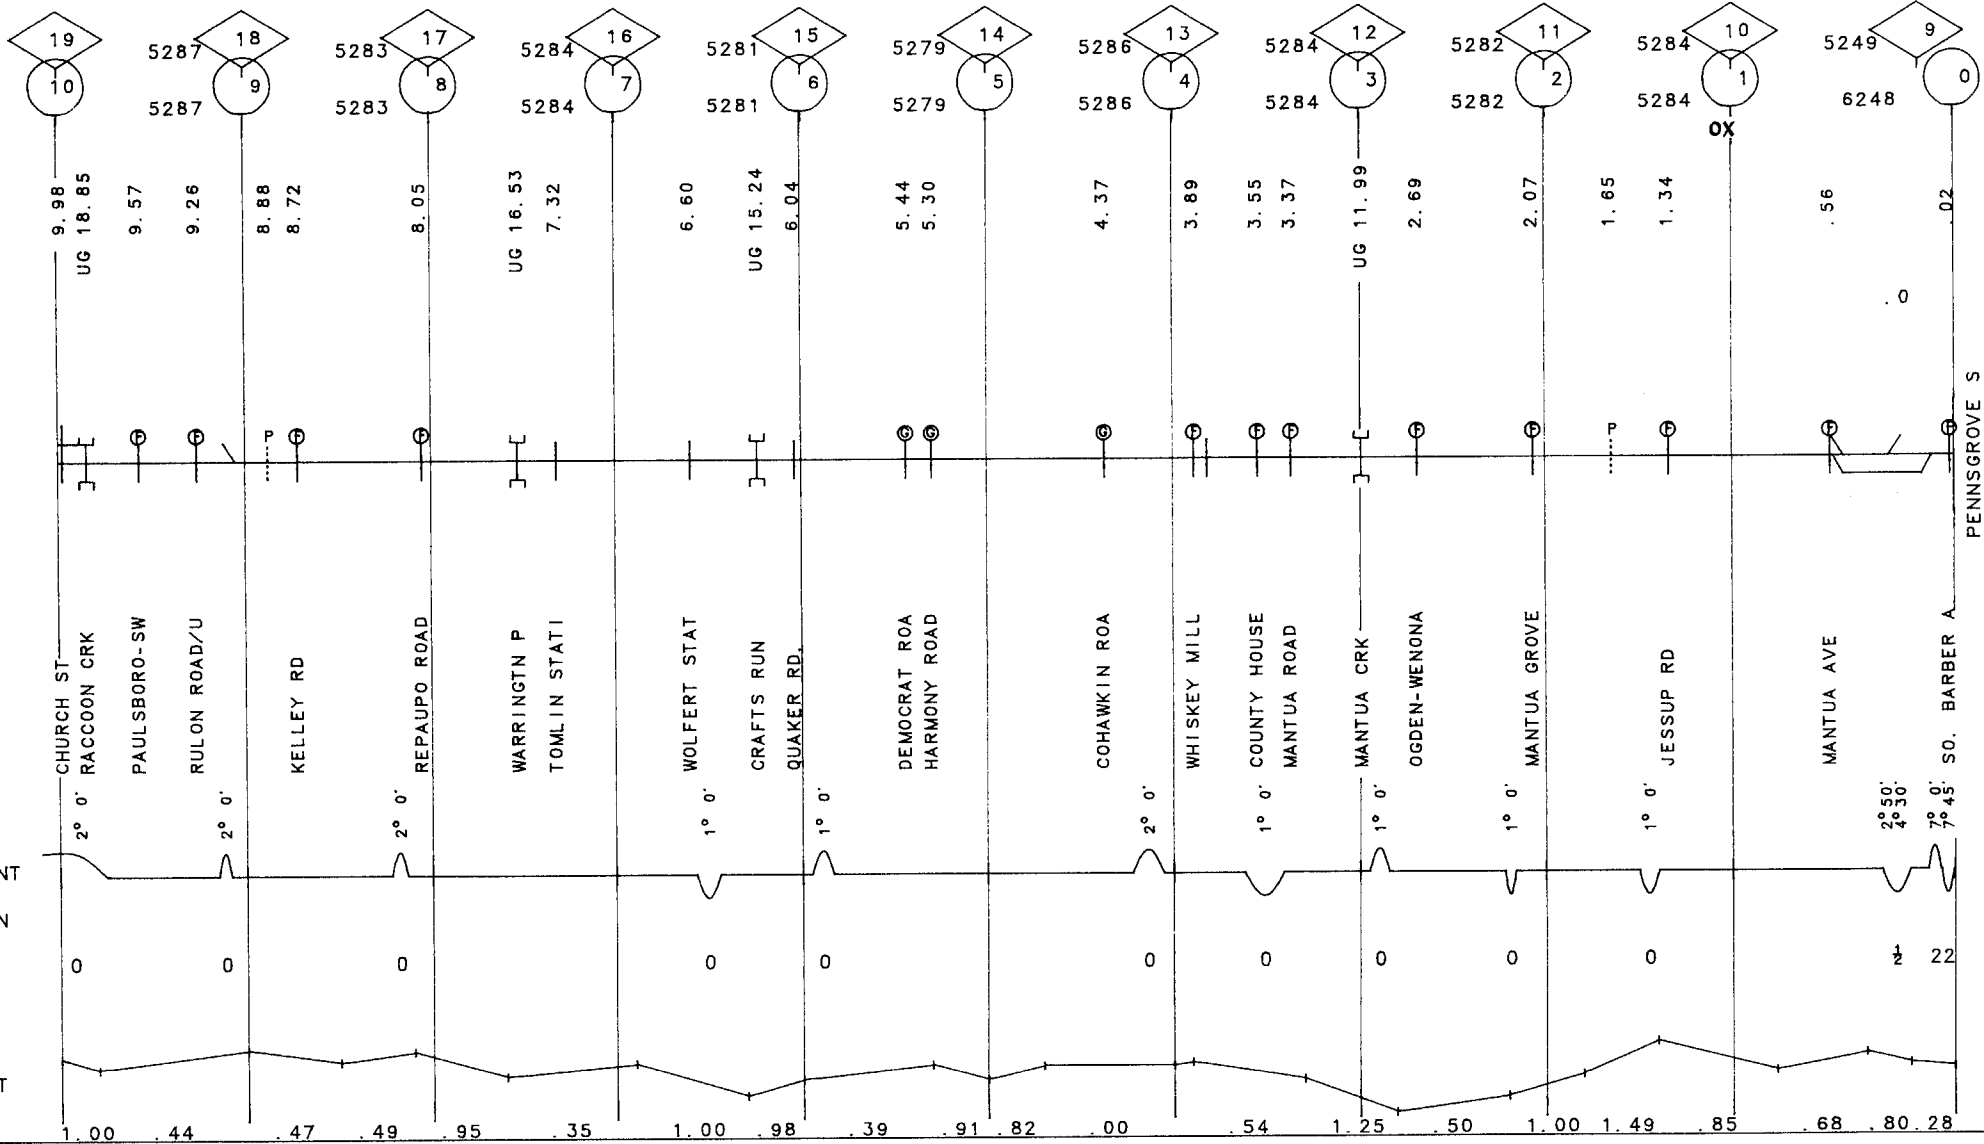 19 18 17 16 15 14 13 12 11 10 9
5287 5283 5284 5281 5279 5286 5284 5282 5284 5249
10 9 8 7 6 5 4 3 2 1 0
5287 5283 5284 5281 5279 5286 5284 5282 5284 6248
OX
9.98
UG 18.85
9.57
9.26
8.88
8.72
8.05
UG 16.53
7.32
6.60
UG 15.24
6.04
5.44
5.30
4.37
3.89
3.55
3.37
UG 11.99
2.69
2.07
1.65
1.34
.56
.02
.0
F F P F F G G G F F F F F P F F F
PENNSGROVE S
CHURCH ST
RACCOON CRK
PAULSBORO-SW
RULON ROAD/U
KELLEY RD
REPAUPO ROAD
WARRINGTN P
TOMLIN STATI
WOLFERT STAT
CRAFTS RUN
QUAKER RD.
DEMOCRAT ROA
HARMONY ROAD
COHAWKIN ROA
WHISKEY MILL
COUNTY HOUSE
MANTUA ROAD
MANTUA CRK
OGDEN-WENONA
MANTUA GROVE
JESSUP RD
MANTUA AVE
SO. BARBER A
2° 0' 2° 0' 2° 0' 1° 0' 1° 0' 2° 0' 1° 0' 1° 0' 1° 0' 1° 0' 2° 50' 4° 30' 7° 0' 7° 45'
NT
N
0 0 0 0 0 0 0 0 0 0 ½ 22
T
1.00 .44 .47 .49 .95 .35 1.00 .98 .39 .91 .82 .00 .54 1.25 .50 1.00 1.49 .85 .68 .80 .28